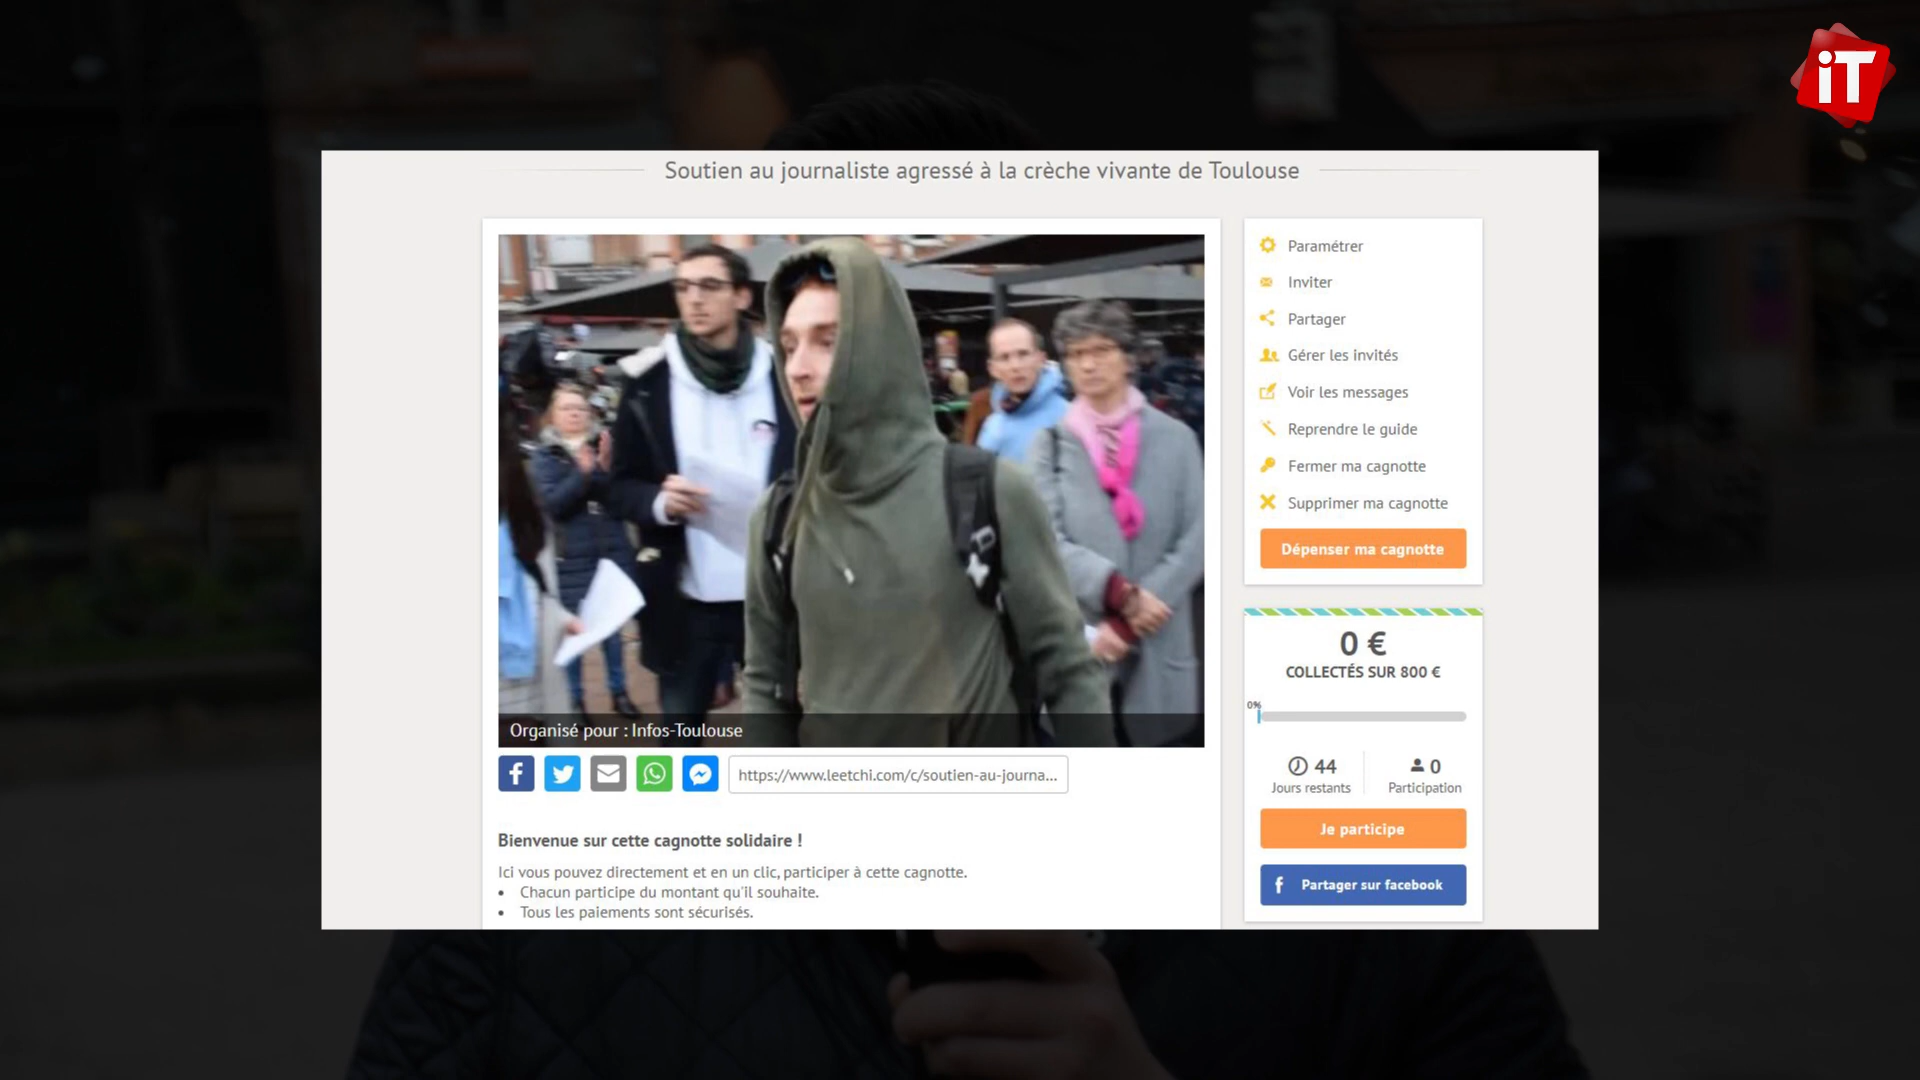 iT
Soutien au journaliste agressé à la crèche vivante de Toulouse
Organisé pour : Infos-Toulouse
https://www.leetchi.com/c/soutien-au-journa...
Bienvenue sur cette cagnotte solidaire !
Ici vous pouvez directement et en un clic, participer à cette cagnotte.
• Chacun participe du montant qu'il souhaite.
• Tous les paiements sont sécurisés.
Paramétrer
Inviter
Partager
Gérer les invités
Voir les messages
Reprendre le guide
Fermer ma cagnotte
Supprimer ma cagnotte
Dépenser ma cagnotte
0 €
COLLECTÉS SUR 800 €
0%
44
Jours restants
0
Participation
Je participe
Partager sur facebook